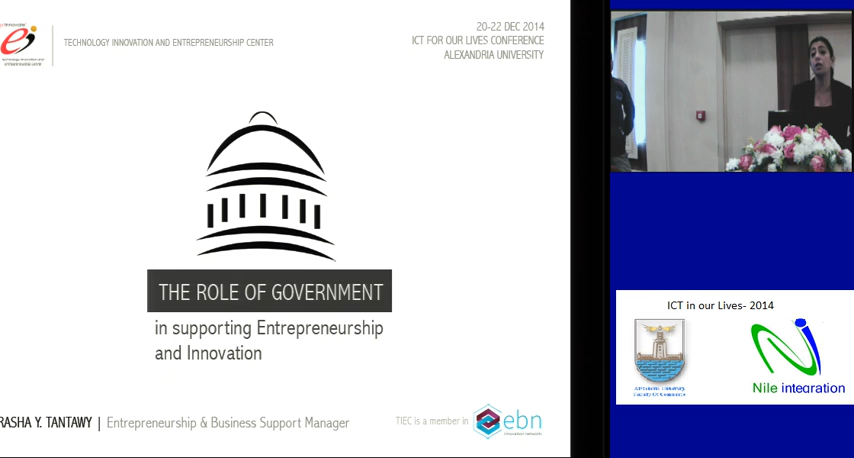 TECHNOLOGY INNOVATION AND ENTREPRENEURSHIP CENTER
20-22 DEC 2014
ICT FOR OUR LIVES CONFERENCE
ALEXANDRIA UNIVERSITY
THE ROLE OF GOVERNMENT
in supporting Entrepreneurship
and Innovation
RASHA Y. TANTAWY | Entrepreneurship & Business Support Manager
TIEC is a member in
ebn
innovation network
ICT in our Lives- 2014
Nile integration